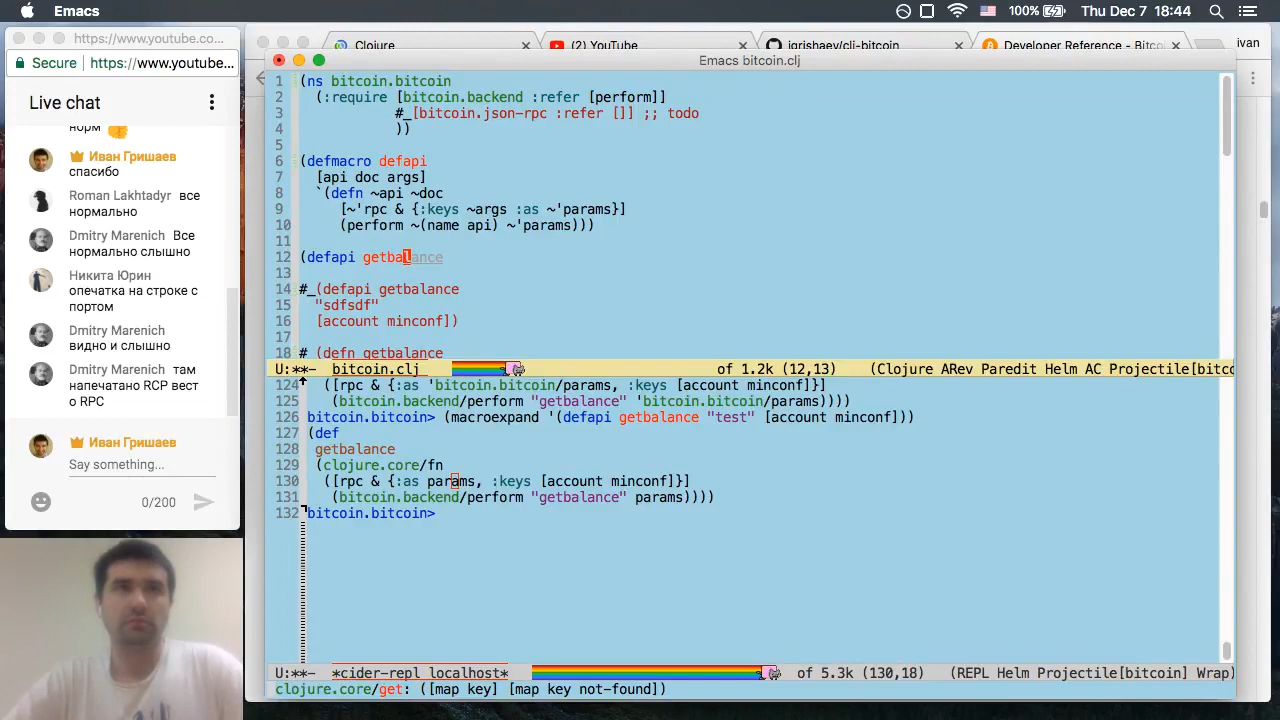 Emacs
100%
Thu Dec 7 18:44
https://www.youtube.co...
Secure
https://www.youtube...
Live chat
норм
Иван Гришаев
спасибо
Roman Lakhtadyr все
нормально
Dmitry Marenich Все
нормально слышно
Никита Юрин
опечатка на строке с
портом
Dmitry Marenich
видно и слышно
Dmitry Marenich там
напечатано RCP вест
о RPC
Иван Гришаев
Say something...
0/200
Clojure
(2) YouTube
igrishaev/clj-bitcoin
Developer Reference - Bitcoi
ivan
Emacs bitcoin.clj
1 (ns bitcoin.bitcoin
2 (:require [bitcoin.backend :refer [perform]]
3 #_[bitcoin.json-rpc :refer []] ;; todo
4 ))
5
6 (defmacro defapi
7 [api doc args]
8 `(defn ~api ~doc
9 [~'rpc & {:keys ~args :as ~'params}]
10 (perform ~(name api) ~'params)))
11
12 (defapi getbalance
13
14 #_(defapi getbalance
15 "sdfsdf"
16 [account minconf])
17
18 #_(defn getbalance
U:**- bitcoin.clj of 1.2k (12,13) (Clojure ARev Paredit Helm AC Projectile[bitco
124 ([rpc & {:as 'bitcoin.bitcoin/params, :keys [account minconf]}]
125 (bitcoin.backend/perform "getbalance" 'bitcoin.bitcoin/params))))
126 bitcoin.bitcoin> (macroexpand '(defapi getbalance "test" [account minconf]))
127 (def
128 getbalance
129 (clojure.core/fn
130 ([rpc & {:as params, :keys [account minconf]}]
131 (bitcoin.backend/perform "getbalance" params))))
132 bitcoin.bitcoin>
U:**- *cider-repl localhost* of 5.3k (130,18) (REPL Helm Projectile[bitcoin] Wrap)
clojure.core/get: ([map key] [map key not-found])